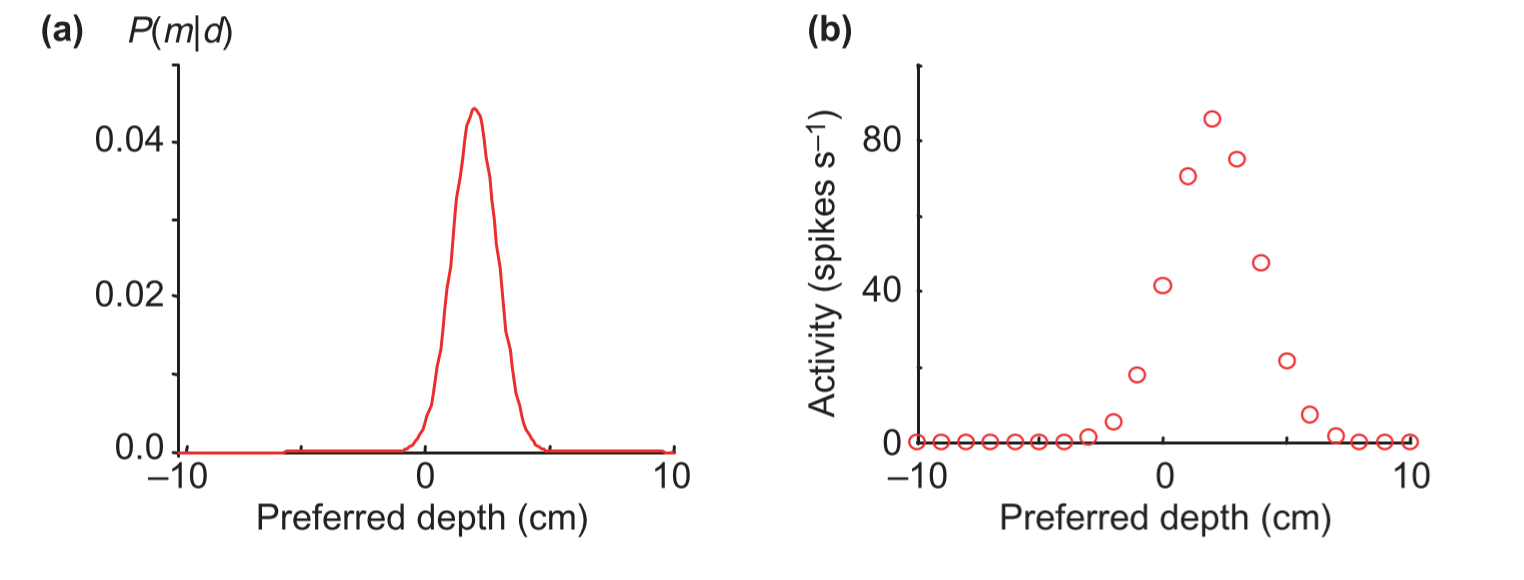 (a) P(m|d)
0.04
0.02
0.0
–10 0 10
Preferred depth (cm)
(b)
Activity (spikes s–1)
80
40
0
–10 0 10
Preferred depth (cm)